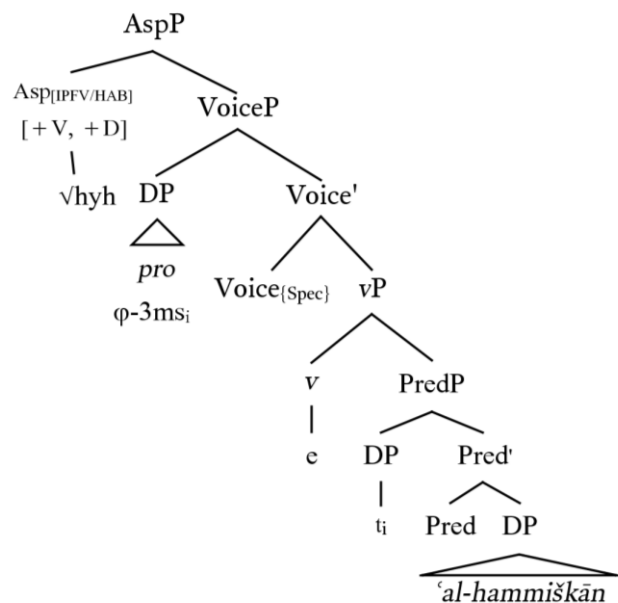 AspP
Asp[IPFV/HAB]
VoiceP
[+V, +D]
√hyh
DP
Voice'
pro
φ-3msᵢ
Voice{Spec}
vP
v
PredP
e
DP
Pred'
tᵢ
Pred
DP
ʿal-hammiškān